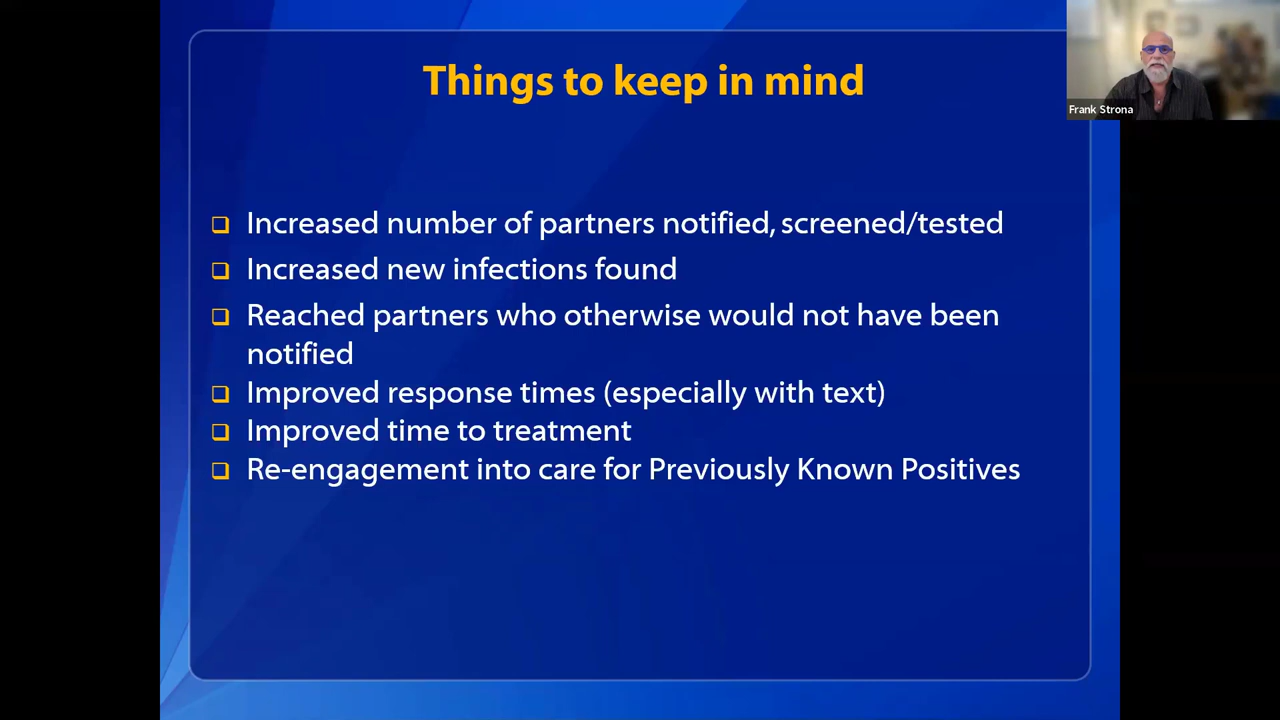 Things to keep in mind
Frank Strona
Increased number of partners notified, screened/tested
Increased new infections found
Reached partners who otherwise would not have been
notified
Improved response times (especially with text)
Improved time to treatment
Re-engagement into care for Previously Known Positives